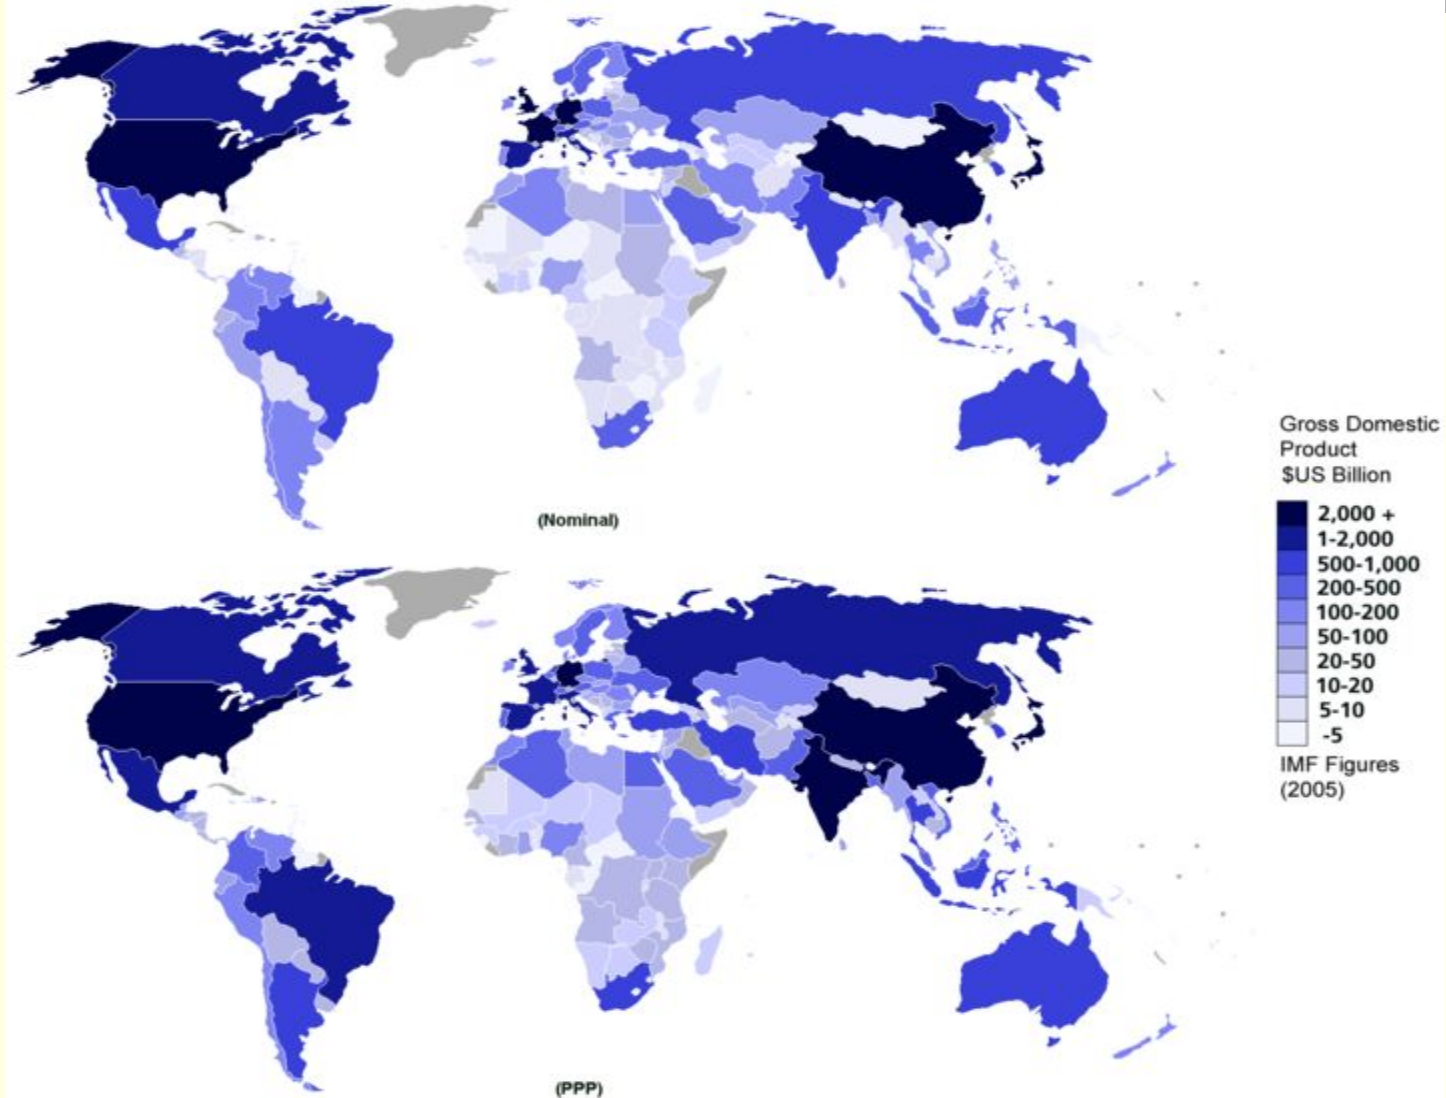 (Nominal)
Gross Domestic
Product
$US Billion
2,000 +
1-2,000
500-1,000
200-500
100-200
50-100
20-50
10-20
5-10
-5
IMF Figures
(2005)
(PPP)